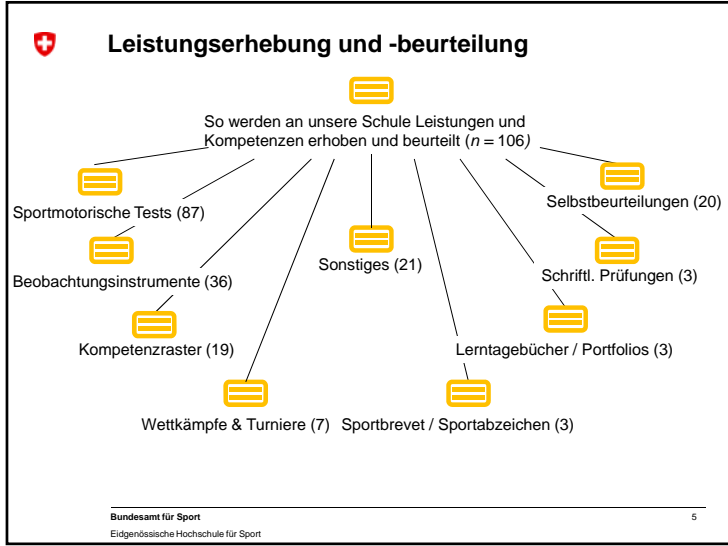 Leistungserhebung und -beurteilung
So werden an unsere Schule Leistungen und
Kompetenzen erhoben und beurteilt (n = 106)
Sportmotorische Tests (87)
Selbstbeurteilungen (20)
Beobachtungsinstrumente (36)
Sonstiges (21)
Schriftl. Prüfungen (3)
Kompetenzraster (19)
Lerntagebücher / Portfolios (3)
Wettkämpfe & Turniere (7)
Sportbrevet / Sportabzeichen (3)
Bundesamt für Sport
5
Eidgenössische Hochschule für Sport